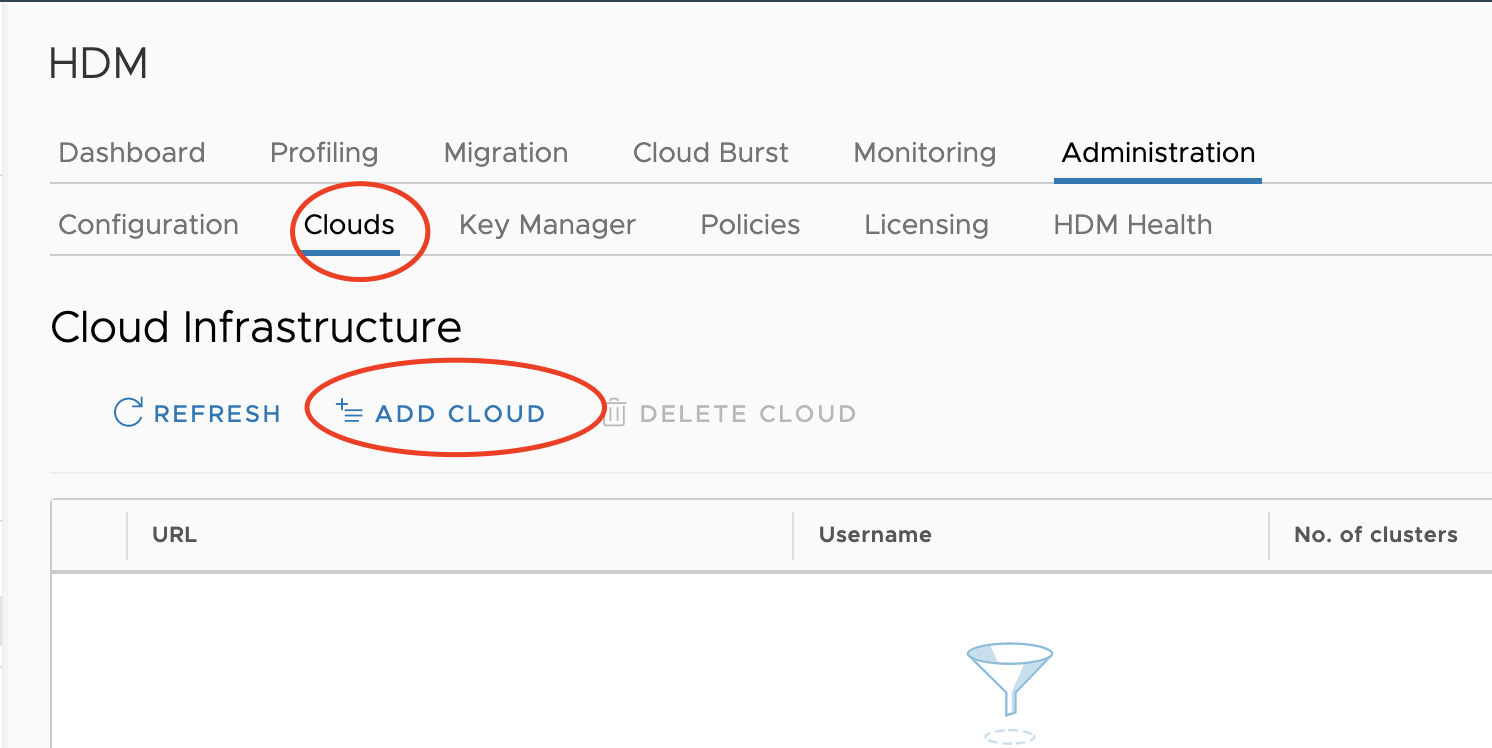 HDM
Dashboard Profiling Migration Cloud Burst Monitoring Administration
Configuration Clouds Key Manager Policies Licensing HDM Health
Cloud Infrastructure
REFRESH ADD CLOUD DELETE CLOUD
URL Username No. of clusters